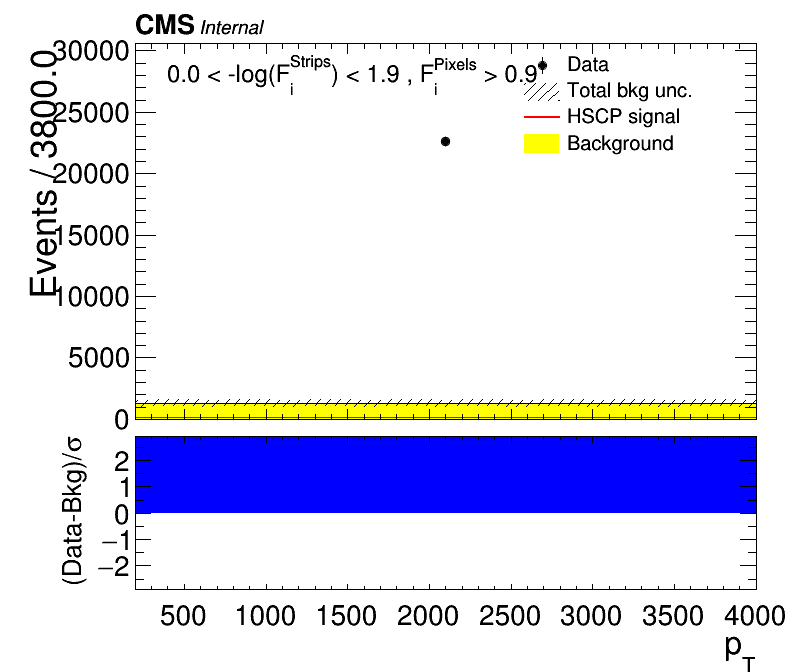 CMS Internal
0.0 < -log(F_i^Strips) < 1.9 , F_i^Pixels > 0.9
Data
Total bkg unc.
HSCP signal
Background
Events / 3800.0
30000
25000
20000
15000
10000
5000
0
(Data-Bkg)/σ
2
1
0
−1
−2
500 1000 1500 2000 2500 3000 3500 4000
p_T